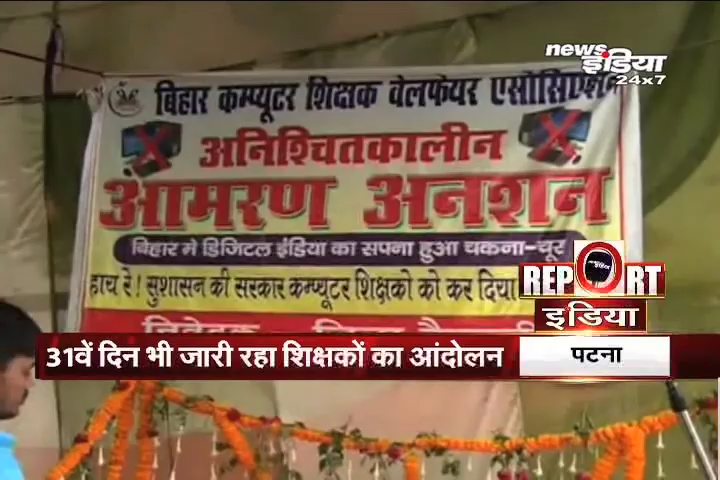 news
इंडिया
24x7
बिहार कम्प्यूटर शिक्षक वेलफेयर एसोसिएशन
अनिश्चितकालीन
आमरण अनशन
बिहार मे डिजिटल इंडिया का सपना हुआ चकना-चूर
हाय रे! सुशासन की सरकार कम्प्यूटर शिक्षको को कर दिया
REPORT
इंडिया
31वें दिन भी जारी रहा शिक्षकों का आंदोलन
पटना